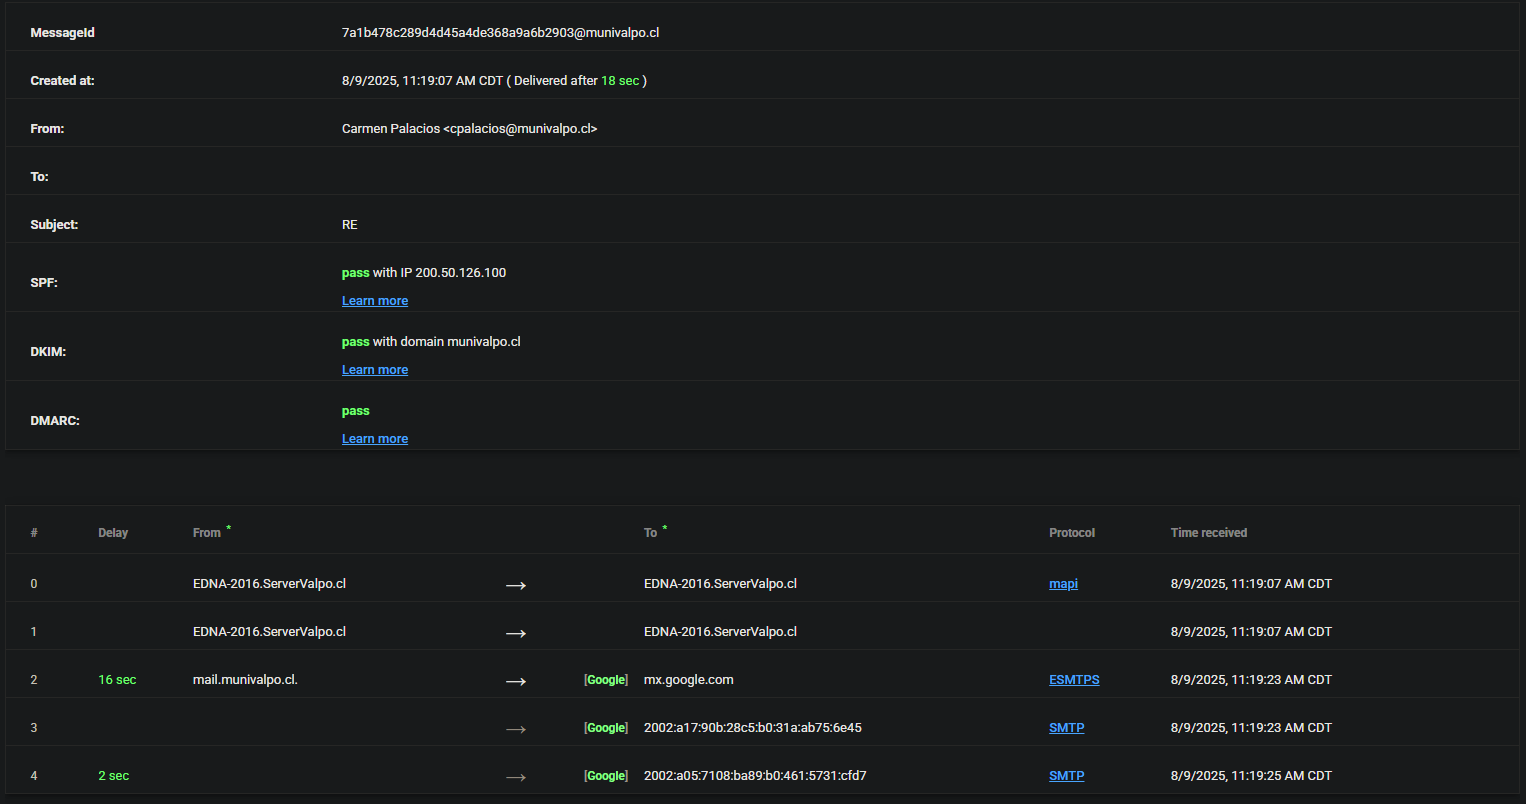 MessageId 7a1b478c289d4d45a4de368a9a6b2903@munivalpo.cl
Created at: 8/9/2025, 11:19:07 AM CDT ( Delivered after 18 sec )
From: Carmen Palacios <cpalacios@munivalpo.cl>
To:
Subject: RE
SPF: pass with IP 200.50.126.100
Learn more
DKIM: pass with domain munivalpo.cl
Learn more
DMARC: pass
Learn more
# Delay From * To * Protocol Time received
0 EDNA-2016.ServerValpo.cl → EDNA-2016.ServerValpo.cl mapi 8/9/2025, 11:19:07 AM CDT
1 EDNA-2016.ServerValpo.cl → EDNA-2016.ServerValpo.cl 8/9/2025, 11:19:07 AM CDT
2 16 sec mail.munivalpo.cl. → [Google] mx.google.com ESMTPS 8/9/2025, 11:19:23 AM CDT
3 → [Google] 2002:a17:90b:28c5:b0:31a:ab75:6e45 SMTP 8/9/2025, 11:19:23 AM CDT
4 2 sec → [Google] 2002:a05:7108:ba89:b0:461:5731:cfd7 SMTP 8/9/2025, 11:19:25 AM CDT